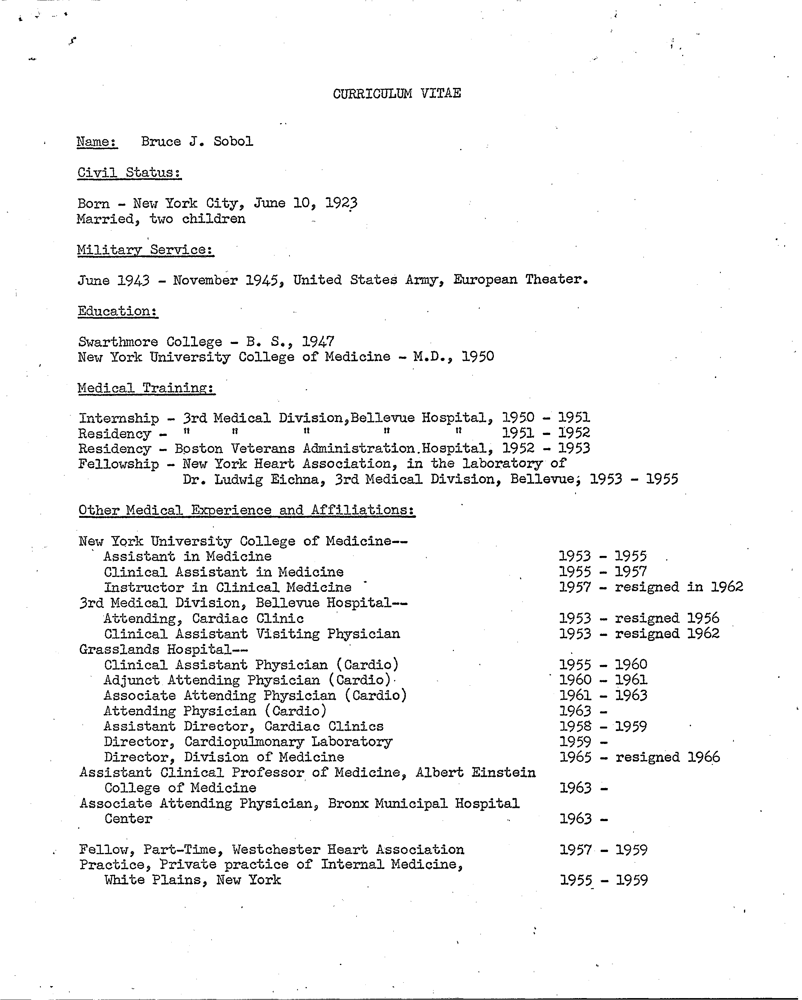 CURRICULUM VITAE
Name: Bruce J. Sobol
Civil Status:
Born - New York City, June 10, 1923
Married, two children
Military Service:
June 1943 - November 1945, United States Army, European Theater.
Education:
Swarthmore College - B. S., 1947
New York University College of Medicine - M.D., 1950
Medical Training:
Internship - 3rd Medical Division,Bellevue Hospital, 1950 - 1951
Residency - " " " " " 1951 - 1952
Residency - Boston Veterans Administration Hospital, 1952 - 1953
Fellowship - New York Heart Association, in the laboratory of
Dr. Ludwig Eichna, 3rd Medical Division, Bellevue; 1953 - 1955
Other Medical Experience and Affiliations:
New York University College of Medicine--
Assistant in Medicine 1953 - 1955
Clinical Assistant in Medicine 1955 - 1957
Instructor in Clinical Medicine 1957 - resigned in 1962
3rd Medical Division, Bellevue Hospital--
Attending, Cardiac Clinic 1953 - resigned 1956
Clinical Assistant Visiting Physician 1953 - resigned 1962
Grasslands Hospital--
Clinical Assistant Physician (Cardio) 1955 - 1960
Adjunct Attending Physician (Cardio) 1960 - 1961
Associate Attending Physician (Cardio) 1961 - 1963
Attending Physician (Cardio) 1963 -
Assistant Director, Cardiac Clinics 1958 - 1959
Director, Cardiopulmonary Laboratory 1959 -
Director, Division of Medicine 1965 - resigned 1966
Assistant Clinical Professor of Medicine, Albert Einstein
College of Medicine 1963 -
Associate Attending Physician, Bronx Municipal Hospital
Center 1963 -
Fellow, Part-Time, Westchester Heart Association 1957 - 1959
Practice, Private practice of Internal Medicine,
White Plains, New York 1955 - 1959